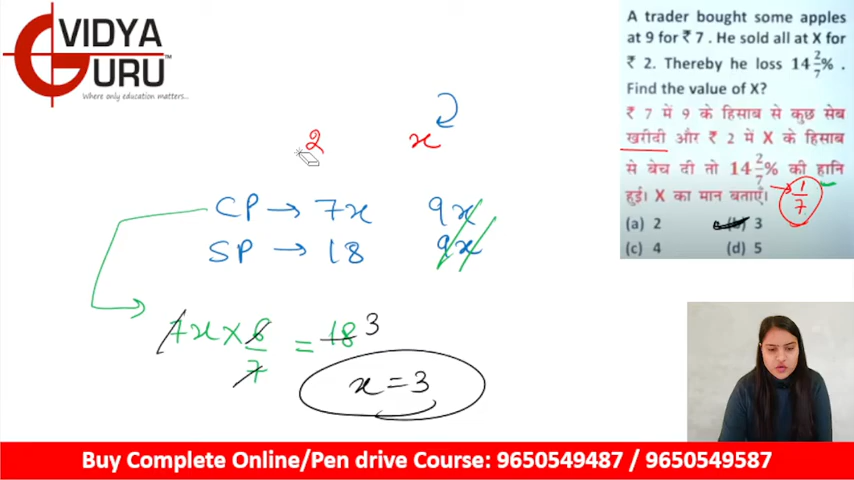 VIDYA
GURU™
Where only education matters...
A trader bought some apples
at 9 for ₹ 7 . He sold all at X for
₹ 2. Thereby he loss 14 2/7% .
Find the value of X?
₹ 7 में 9 के हिसाब से कुछ सेब
खरीदी और ₹ 2 में X के हिसाब
से बेच दी तो 14 2/7% की हानि
हुई। X का मान बताएँ।
1/7
(a) 2 (b) 3
(c) 4 (d) 5
2 x
CP → 7x 9x
SP → 18 9x
7x × 6/7 = 18 3
x = 3
Buy Complete Online/Pen drive Course: 9650549487 / 9650549587